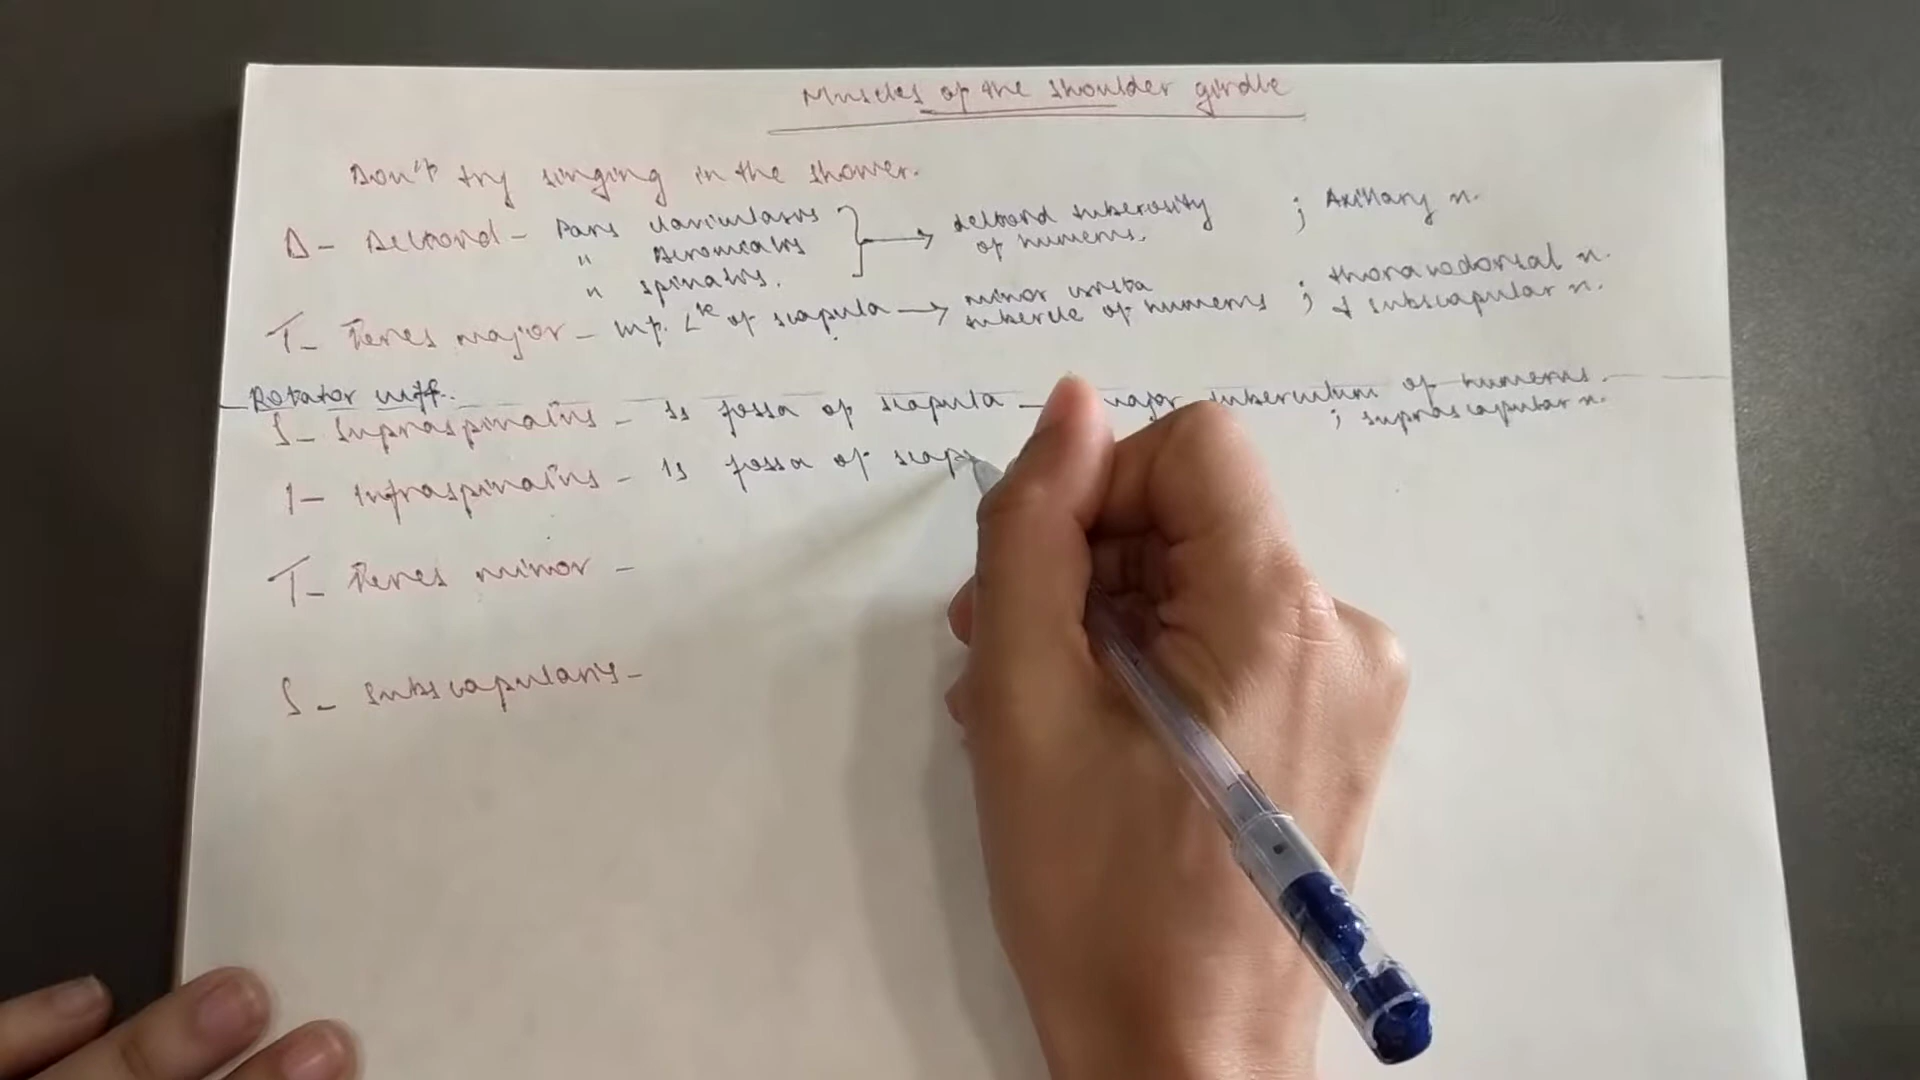 Muscles of the shoulder girdle
Don't try singing in the shower.
D - Deltoid - Pars clavicularis
" Acromialis
" spinalis.
→ deltoid tuberosity
of humerus.
; Axillary n.
T - Teres major - inf. L of scapula → minor crista
tubercle of humerus
; thoracodorsal n.
& subscapular n.
Rotator cuff.
S - Supraspinatus - Is fossa of scapula - major tuberculum of humerus.
; suprascapular n.
I - Infraspinatus - Is fossa of scap
T - Teres minor -
S - Subscapularis -